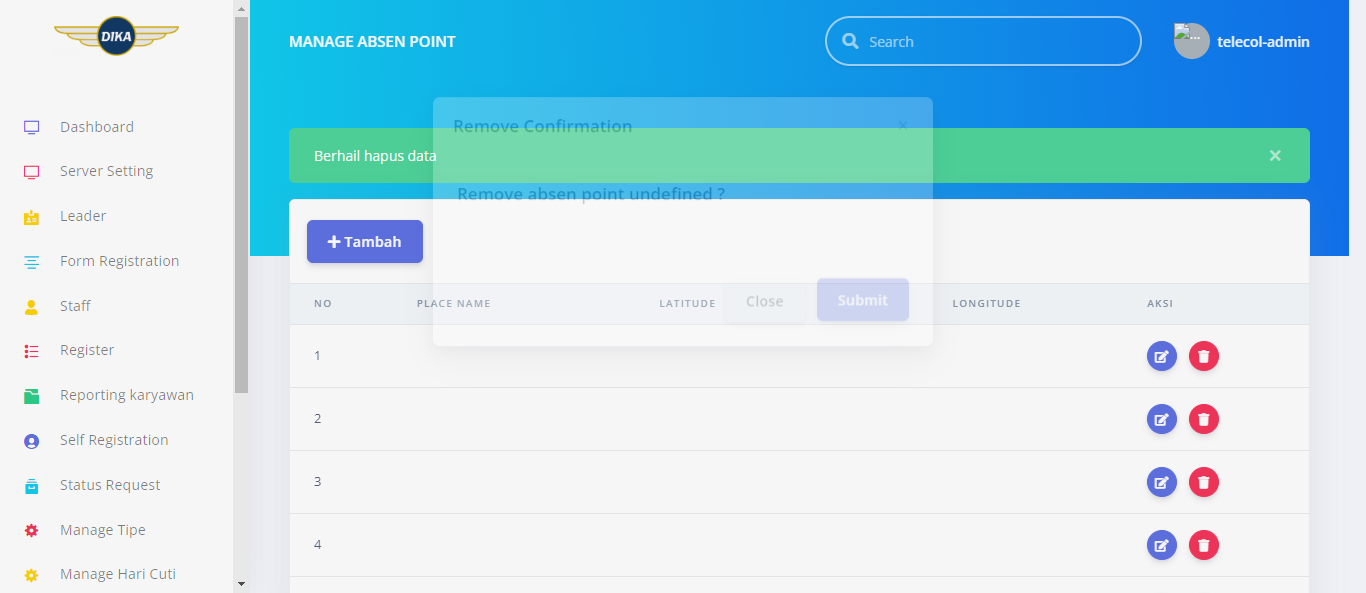 DIKA
MANAGE ABSEN POINT
Search
...
telecol-admin
Dashboard
Server Setting
Leader
Form Registration
Staff
Register
Reporting karyawan
Self Registration
Status Request
Manage Tipe
Manage Hari Cuti
Remove Confirmation
×
Berhail hapus data
×
Remove absen point undefined ?
Tambah
Close
Submit
NO PLACE NAME LATITUDE LONGITUDE AKSI
1
2
3
4